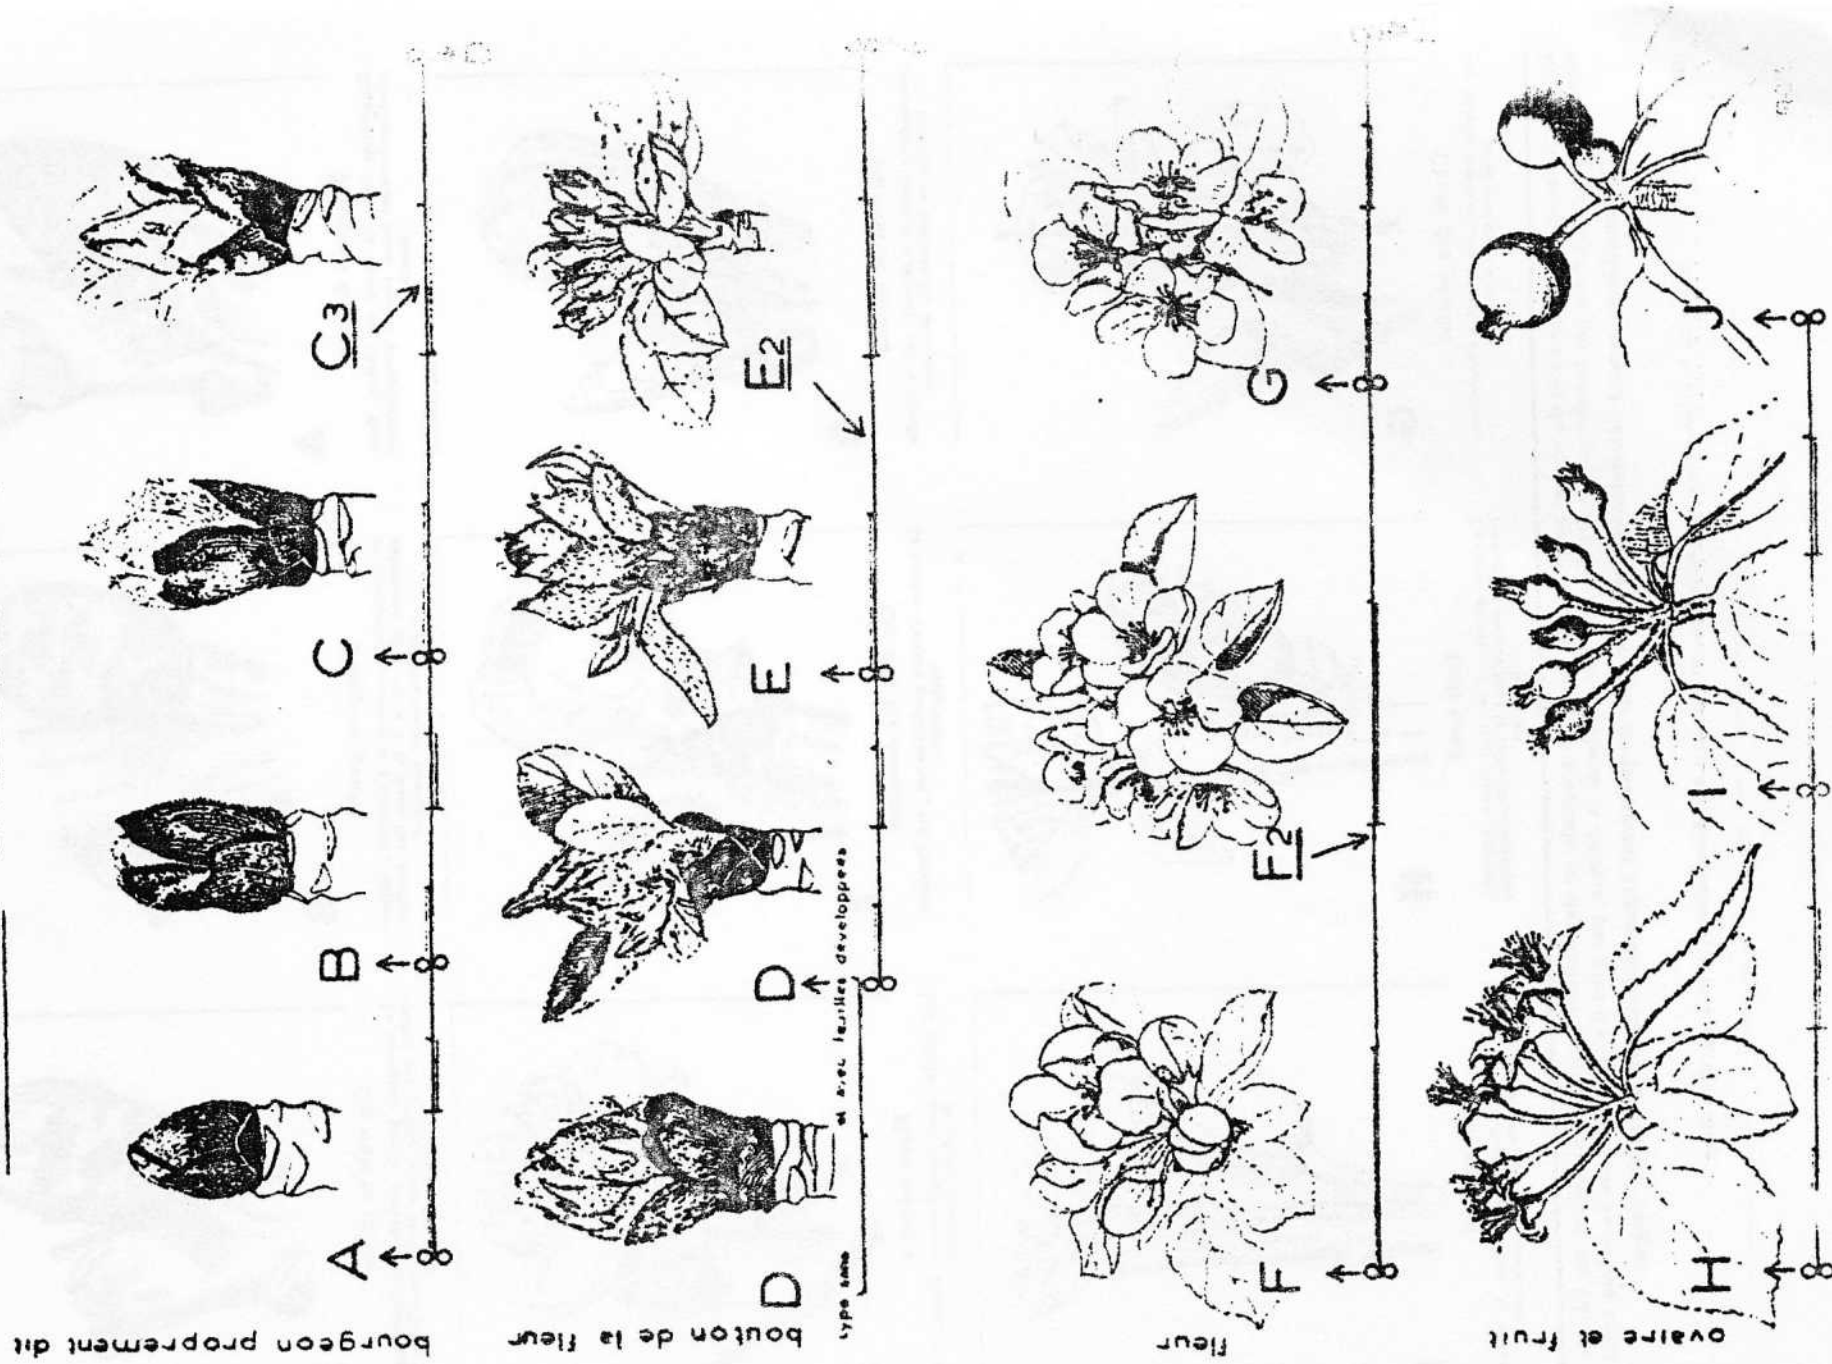 bourgeon proprement dit
A
B
C
C3
bouton de la fleur
D
D
E
E2
type sans
et avec feuilles développées
fleur
F
F2
G
ovaire et fruit
H
I
J